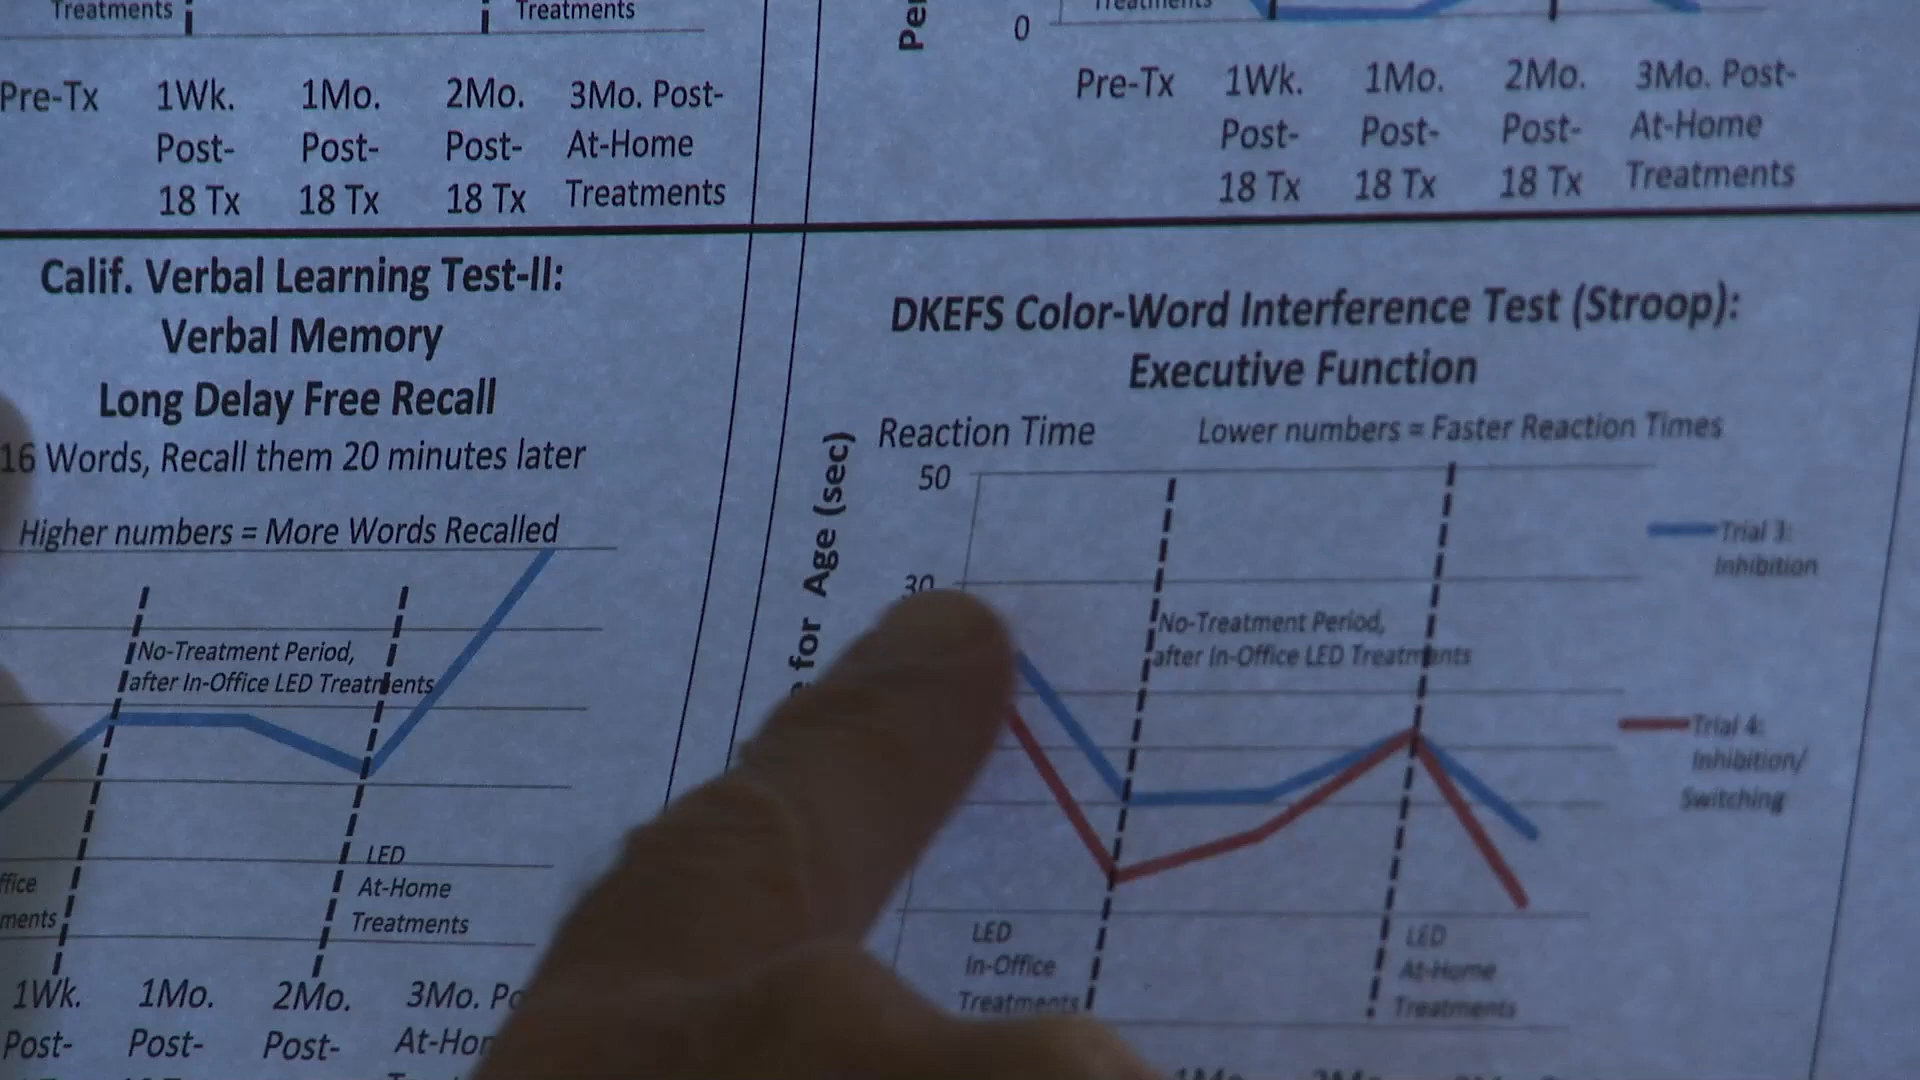 Treatments
Treatments
Pre-Tx 1Wk. 1Mo. 2Mo. 3Mo. Post-
Post- Post- Post- At-Home
18 Tx 18 Tx 18 Tx Treatments
Treatments
0
Pre-Tx 1Wk. 1Mo. 2Mo. 3Mo. Post-
Post- Post- Post- At-Home
18 Tx 18 Tx 18 Tx Treatments
Calif. Verbal Learning Test-II:
Verbal Memory
Long Delay Free Recall
16 Words, Recall them 20 minutes later
Higher numbers = More Words Recalled
No-Treatment Period,
after In-Office LED Treatments
LED
At-Home
Treatments
1Wk. 1Mo. 2Mo. 3Mo.
Post- Post- Post-
DKEFS Color-Word Interference Test (Stroop):
Executive Function
Reaction Time Lower numbers = Faster Reaction Times
for Age (sec)
50
30
No-Treatment Period,
after In-Office LED Treatments
Trial 3:
Inhibition
Trial 4:
Inhibition/
Switching
LED
In-Office
Treatments
LED
At-Home
Treatments